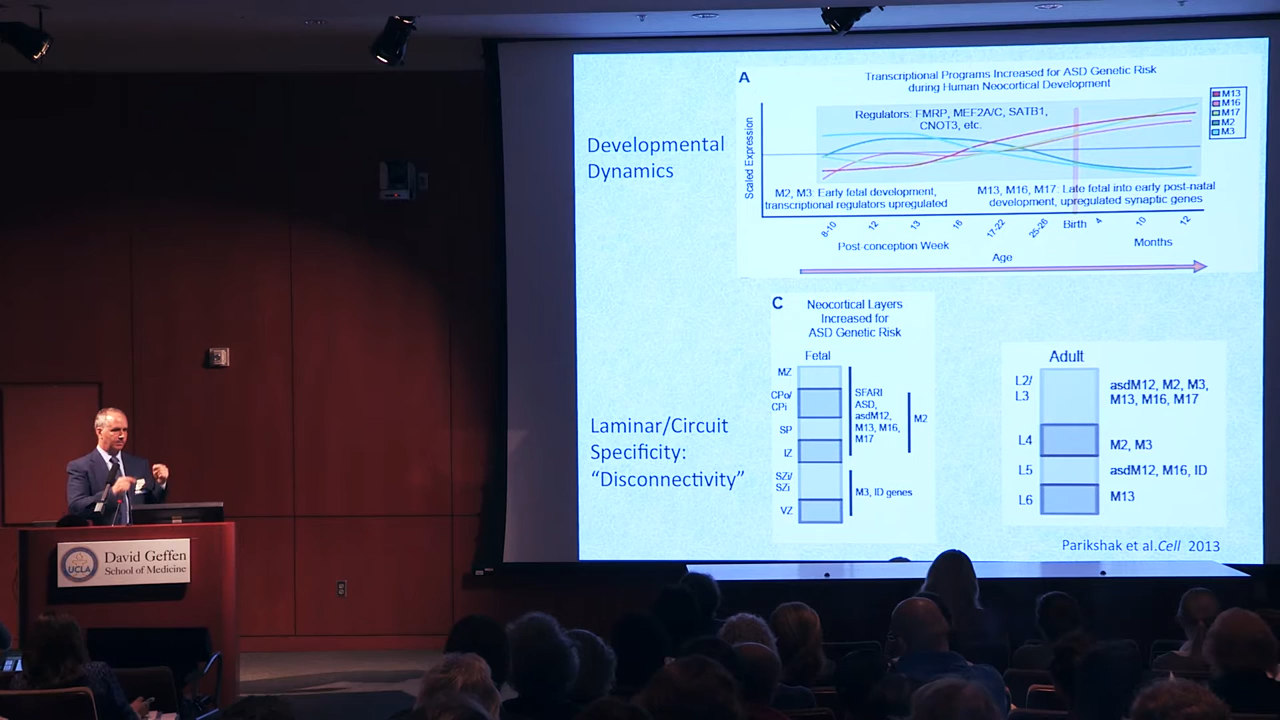 Developmental
Dynamics
A
Transcriptional Programs Increased for ASD Genetic Risk
during Human Neocortical Development
Scaled Expression
Regulators: FMRP, MEF2A/C, SATB1,
CNOT3, etc.
M13
M16
M17
M2
M3
M2, M3: Early fetal development,
transcriptional regulators upregulated
M13, M16, M17: Late fetal into early post-natal
development, upregulated synaptic genes
8-10 12 13 16 17-22 25-26 Birth 4 10 12
Post conception Week
Months
Age
Laminar/Circuit
Specificity:
“Disconnectivity”
C
Neocortical Layers
Increased for
ASD Genetic Risk
Fetal
MZ
CPo/
CPi
SP
IZ
SZi/
SZi
VZ
SFARI
ASD,
asdM12,
M13, M16,
M17
M2
M3, ID genes
Adult
L2/
L3
asdM12, M2, M3,
M13, M16, M17
L4
M2, M3
L5
asdM12, M16, ID
L6
M13
Parikshak et al.Cell 2013
UCLA
David Geffen
School of Medicine